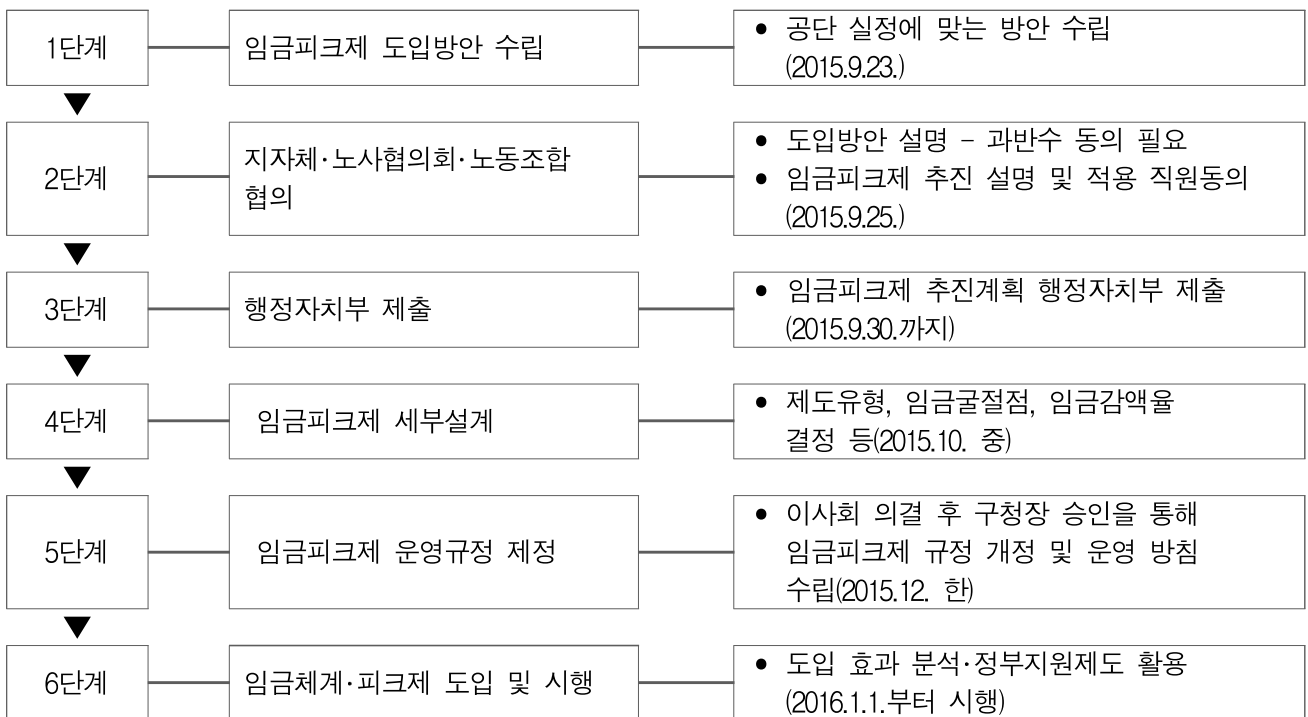 1단계
임금피크제 도입방안 수립
• 공단 실정에 맞는 방안 수립
(2015.9.23.)
▼
2단계
지자체·노사협의회·노동조합
협의
• 도입방안 설명 – 과반수 동의 필요
• 임금피크제 추진 설명 및 적용 직원동의
(2015.9.25.)
▼
3단계
행정자치부 제출
• 임금피크제 추진계획 행정자치부 제출
(2015.9.30.까지)
▼
4단계
임금피크제 세부설계
• 제도유형, 임금굴절점, 임금감액율
결정 등(2015.10. 중)
▼
5단계
임금피크제 운영규정 제정
• 이사회 의결 후 구청장 승인을 통해
임금피크제 규정 개정 및 운영 방침
수립(2015.12. 한)
▼
6단계
임금체계·피크제 도입 및 시행
• 도입 효과 분석·정부지원제도 활용
(2016.1.1.부터 시행)